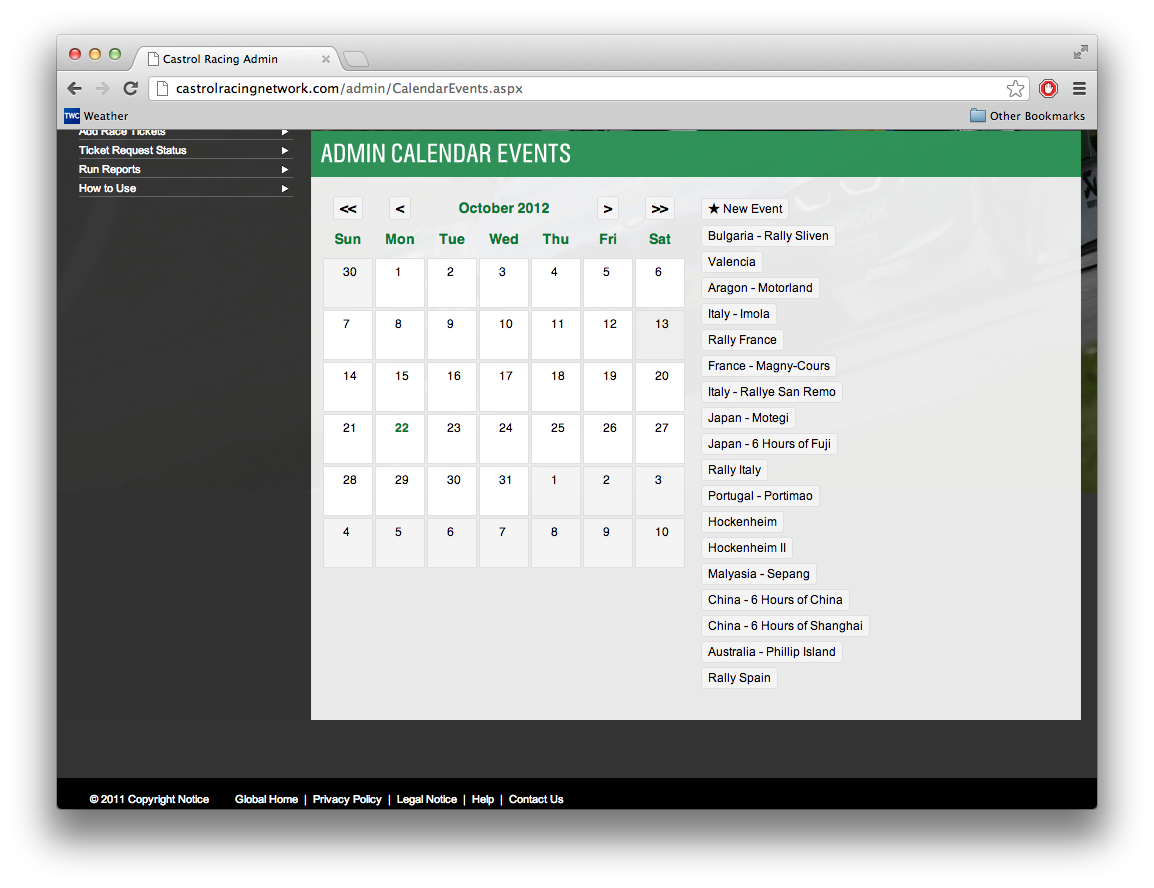 Castrol Racing Admin
castrolracingnetwork.com/admin/CalendarEvents.aspx
TWC Weather
Other Bookmarks
Add Race Tickets
Ticket Request Status
Run Reports
How to Use
ADMIN CALENDAR EVENTS
<< < October 2012 > >>
Sun Mon Tue Wed Thu Fri Sat
30 1 2 3 4 5 6
7 8 9 10 11 12 13
14 15 16 17 18 19 20
21 22 23 24 25 26 27
28 29 30 31 1 2 3
4 5 6 7 8 9 10
★ New Event
Bulgaria - Rally Sliven
Valencia
Aragon - Motorland
Italy - Imola
Rally France
France - Magny-Cours
Italy - Rallye San Remo
Japan - Motegi
Japan - 6 Hours of Fuji
Rally Italy
Portugal - Portimao
Hockenheim
Hockenheim II
Malyasia - Sepang
China - 6 Hours of China
China - 6 Hours of Shanghai
Australia - Phillip Island
Rally Spain
© 2011 Copyright Notice Global Home | Privacy Policy | Legal Notice | Help | Contact Us